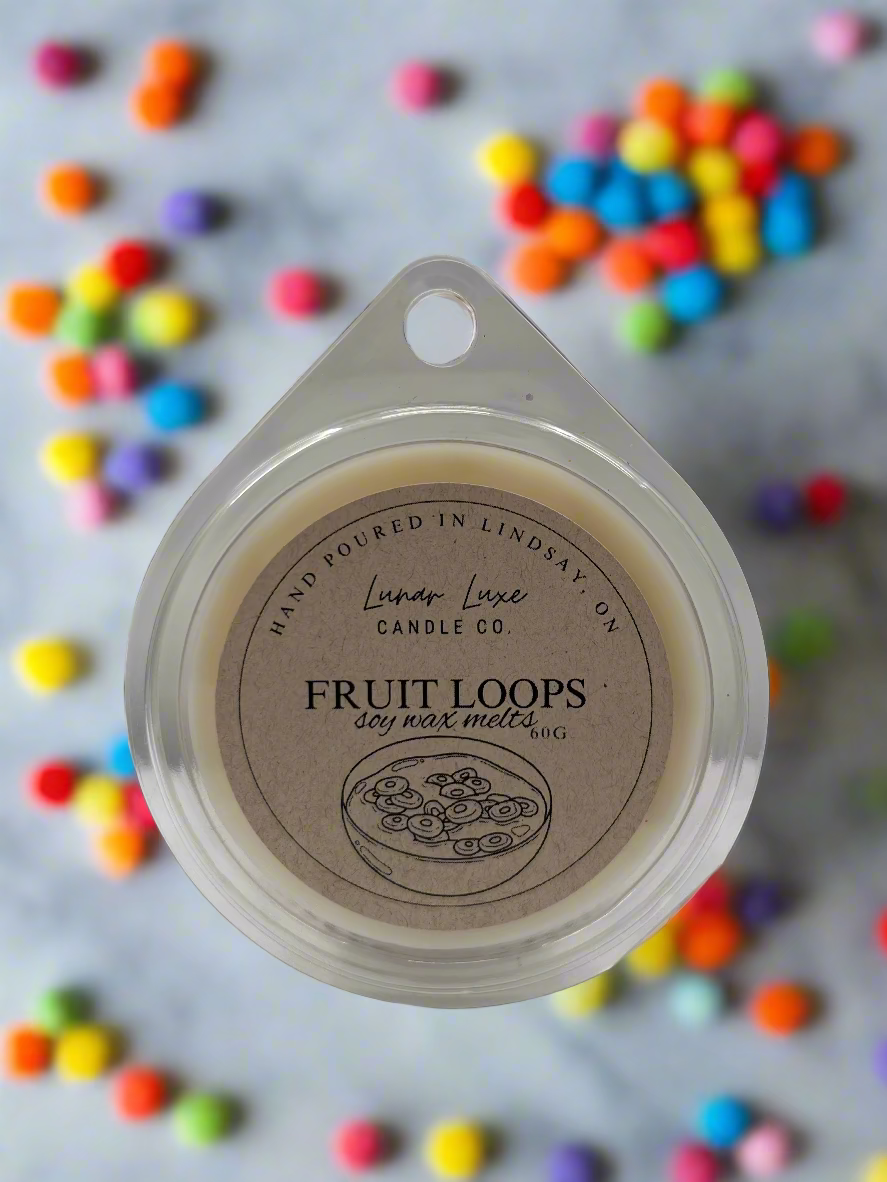 HAND POURED IN LINDSAY, ON
Lunar Luxe
CANDLE CO.
FRUIT LOOPS
soy wax melts
60G